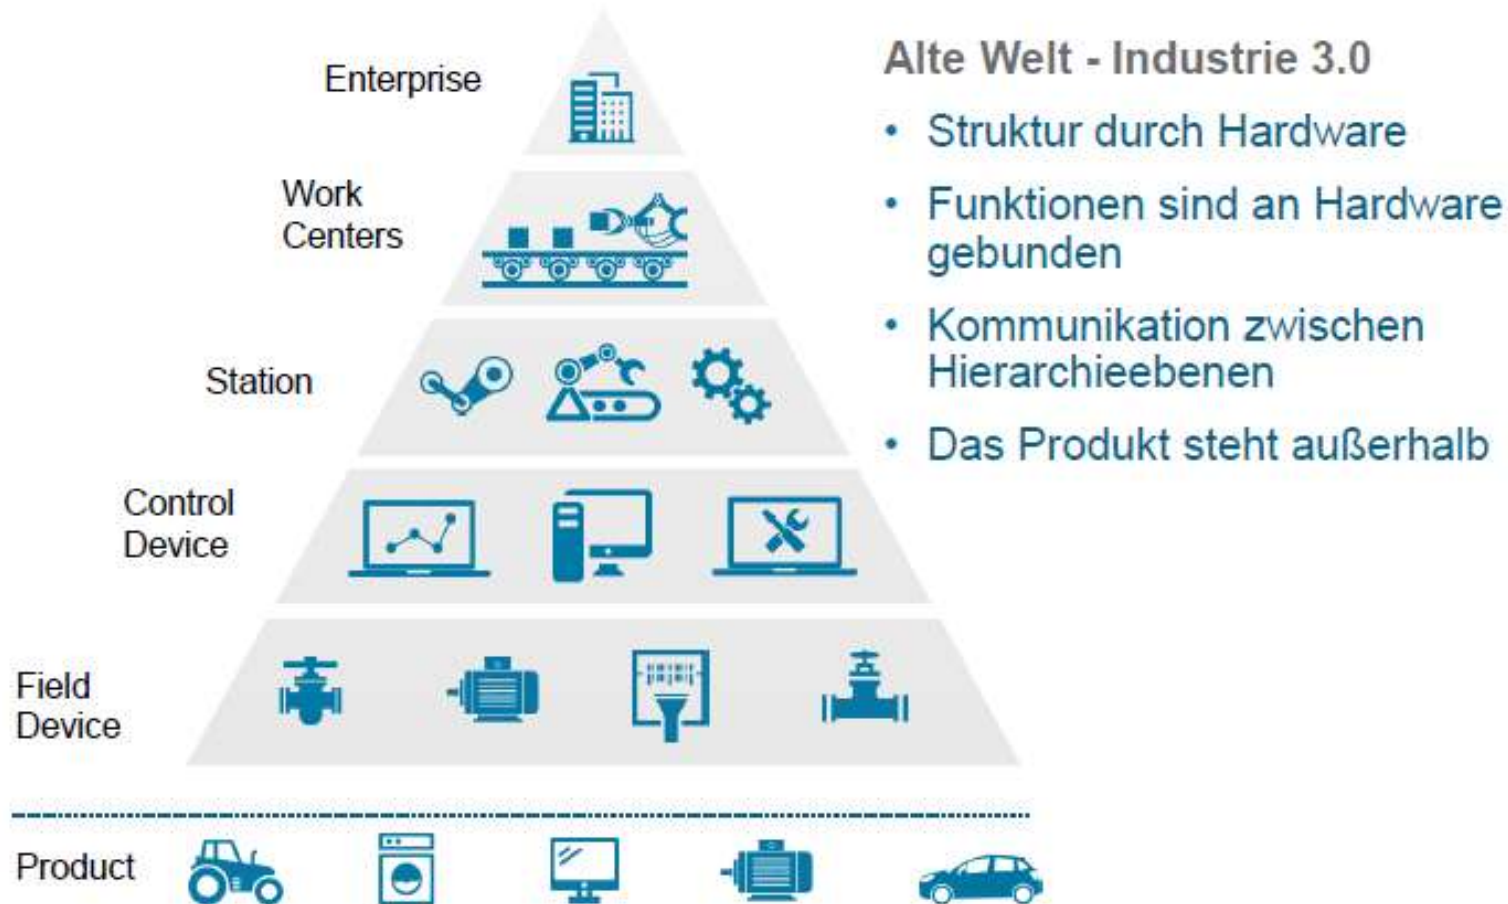 Enterprise
Work
Centers
Station
Control
Device
Field
Device
Product
Alte Welt - Industrie 3.0
• Struktur durch Hardware
• Funktionen sind an Hardware
gebunden
• Kommunikation zwischen
Hierarchieebenen
• Das Produkt steht außerhalb